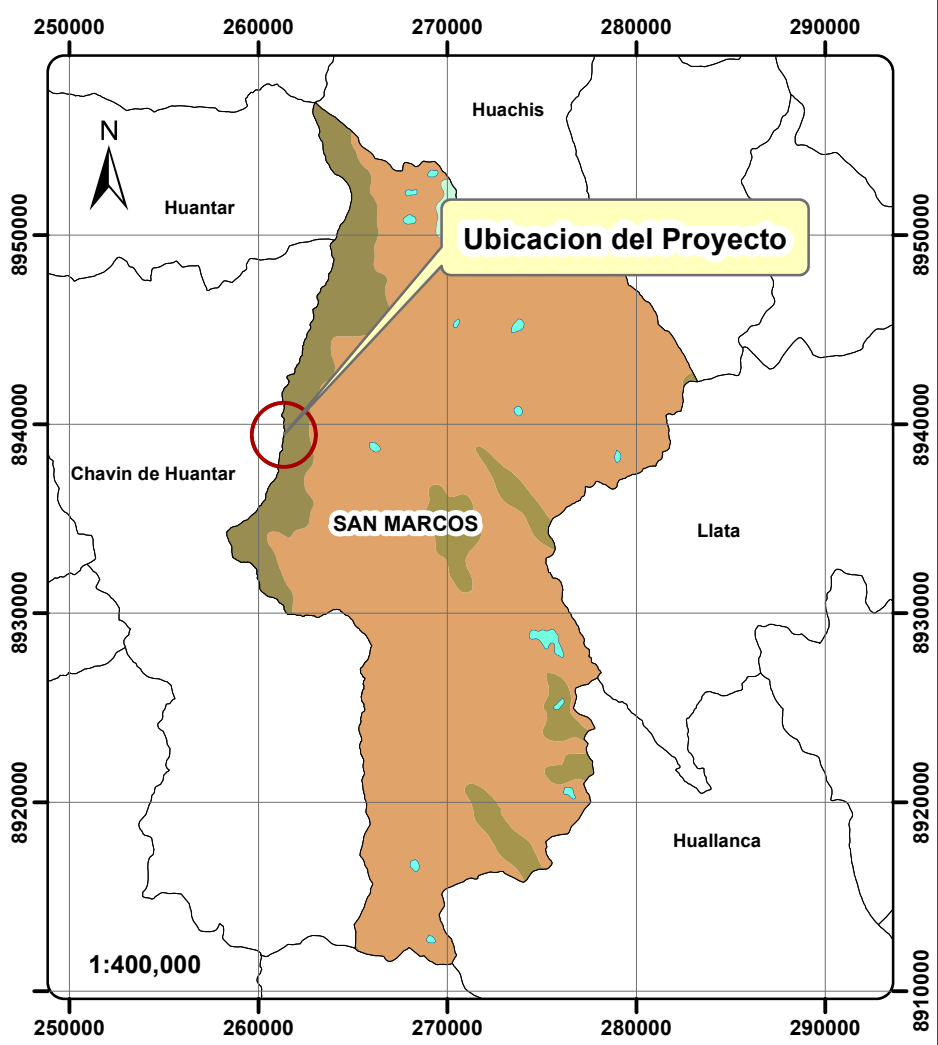 250000 260000 270000 280000 290000
Huachis
N
Huantar
8950000 8950000
Ubicacion del Proyecto
8940000 8940000
Chavin de Huantar
SAN MARCOS
Llata
8930000 8930000
8920000 8920000
Huallanca
1:400,000
8910000 8910000
250000 260000 270000 280000 290000